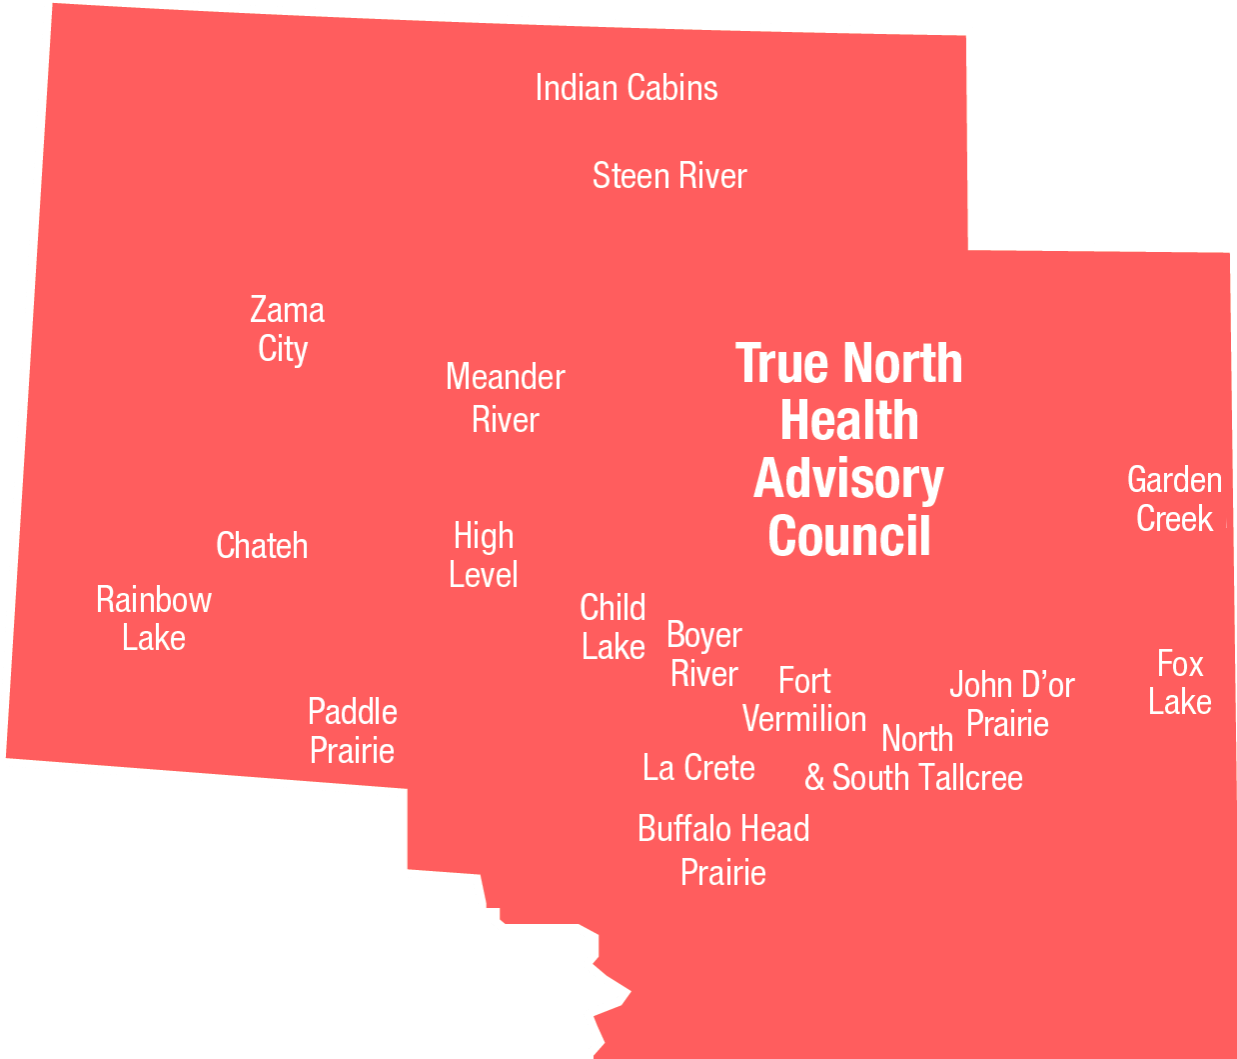 Indian Cabins
Steen River
Zama
City
Meander
River
True North
Health
Advisory
Council
Garden
Creek
Chateh
High
Level
Rainbow
Lake
Child
Lake
Boyer
River
Fort
Vermilion
John D’or
Prairie
Fox
Lake
Paddle
Prairie
North
& South Tallcree
La Crete
Buffalo Head
Prairie